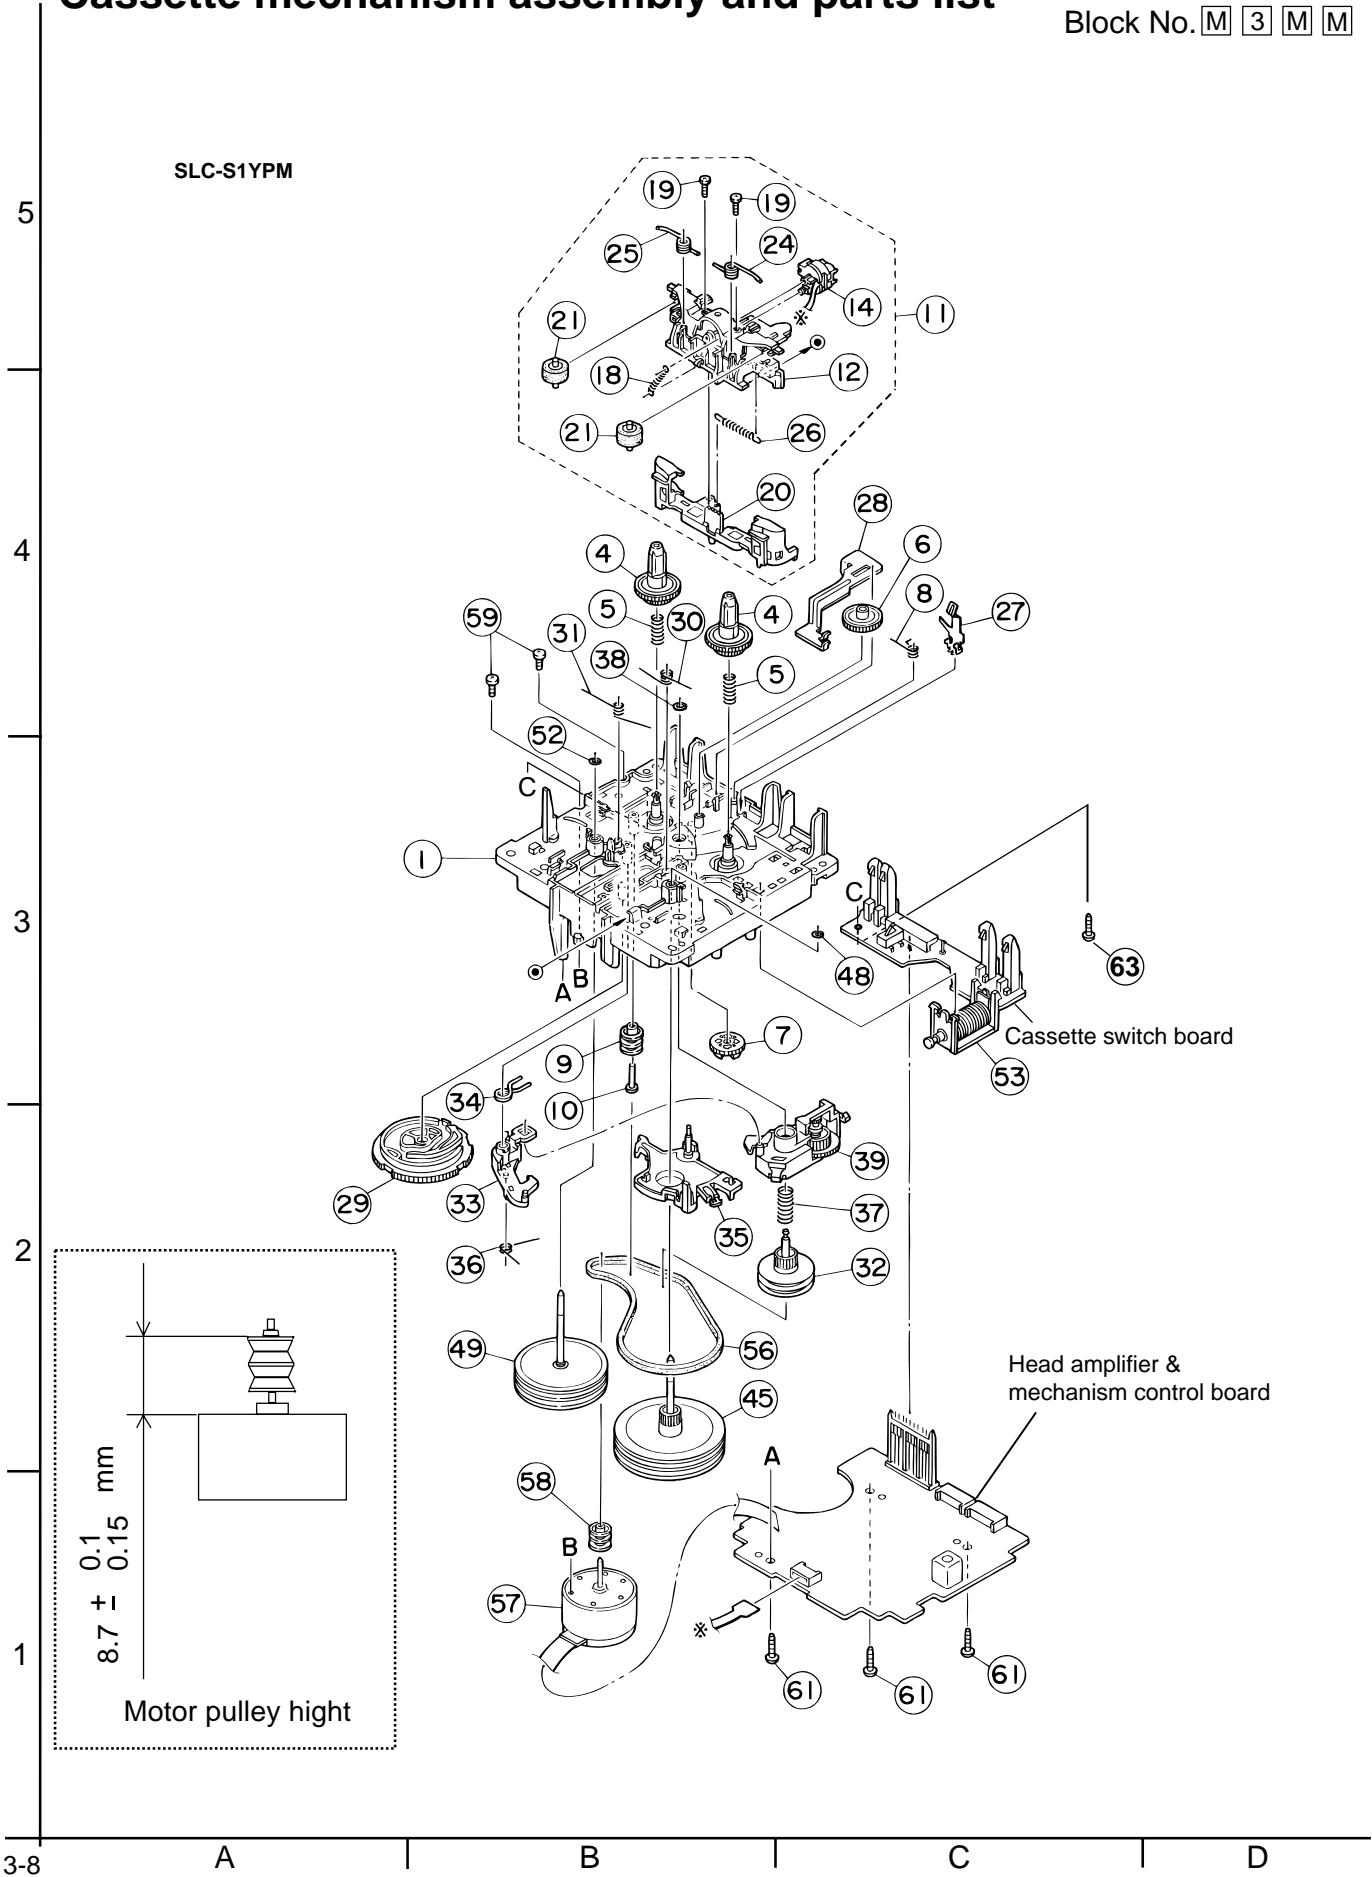 Cassette mechanism assembly and parts list
Block No. M 3 M M
SLC-S1YPM
5
19
19
25
24
14
11
21
18
12
21
26
20
28
4
6
4
8
5
30
27
59
31
38
5
52
C
1
3
C
63
48
A
B
Cassette switch board
7
9
53
34
10
39
29
33
37
35
2
36
32
49
56
Head amplifier &
mechanism control board
45
A
58
B
57
※
61
61
61
※
4
8.7 + 0.1
- 0.15 mm
Motor pulley hight
1
3-8
A
B
C
D